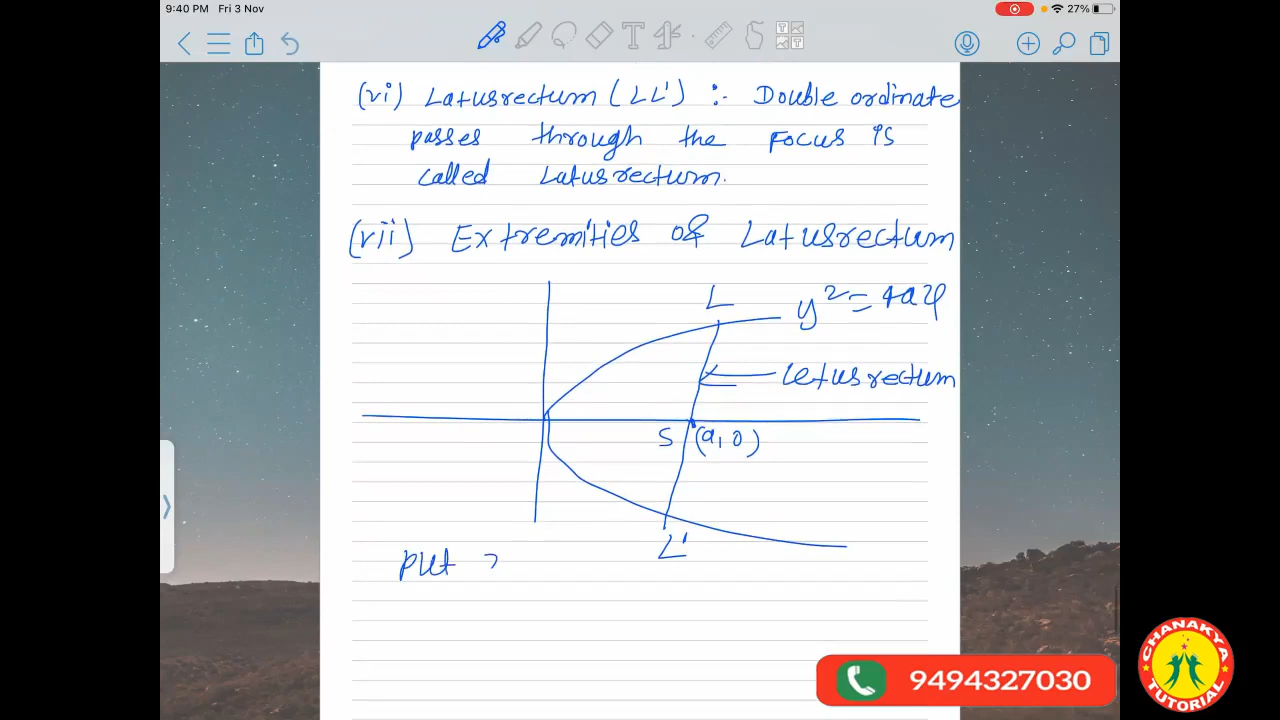 9:40 PM Fri 3 Nov
27%
(vi) Latusrectum (LL') :- Double ordinate
passes through the Focus is
called Latusrectum.
(vii) Extremities of Latusrectum
L
y² = 4ax
Letusrectum
S (a, 0)
L'
put
9494327030
CHANAKYA
TUTORIAL